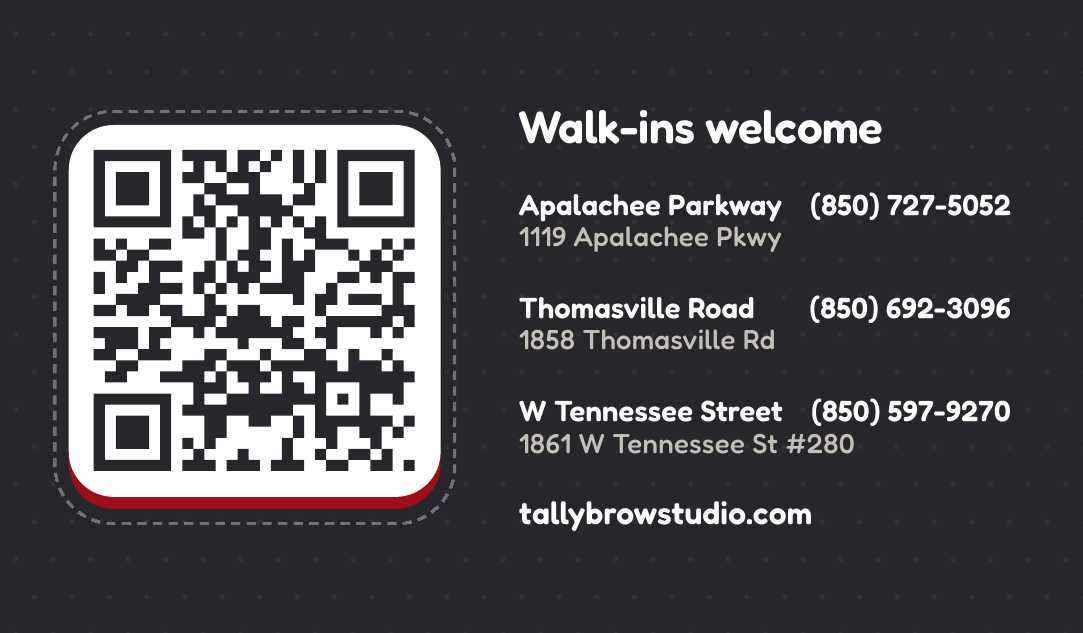 Walk-ins welcome
Apalachee Parkway (850) 727-5052
1119 Apalachee Pkwy
Thomasville Road (850) 692-3096
1858 Thomasville Rd
W Tennessee Street (850) 597-9270
1861 W Tennessee St #280
tallybrowstudio.com